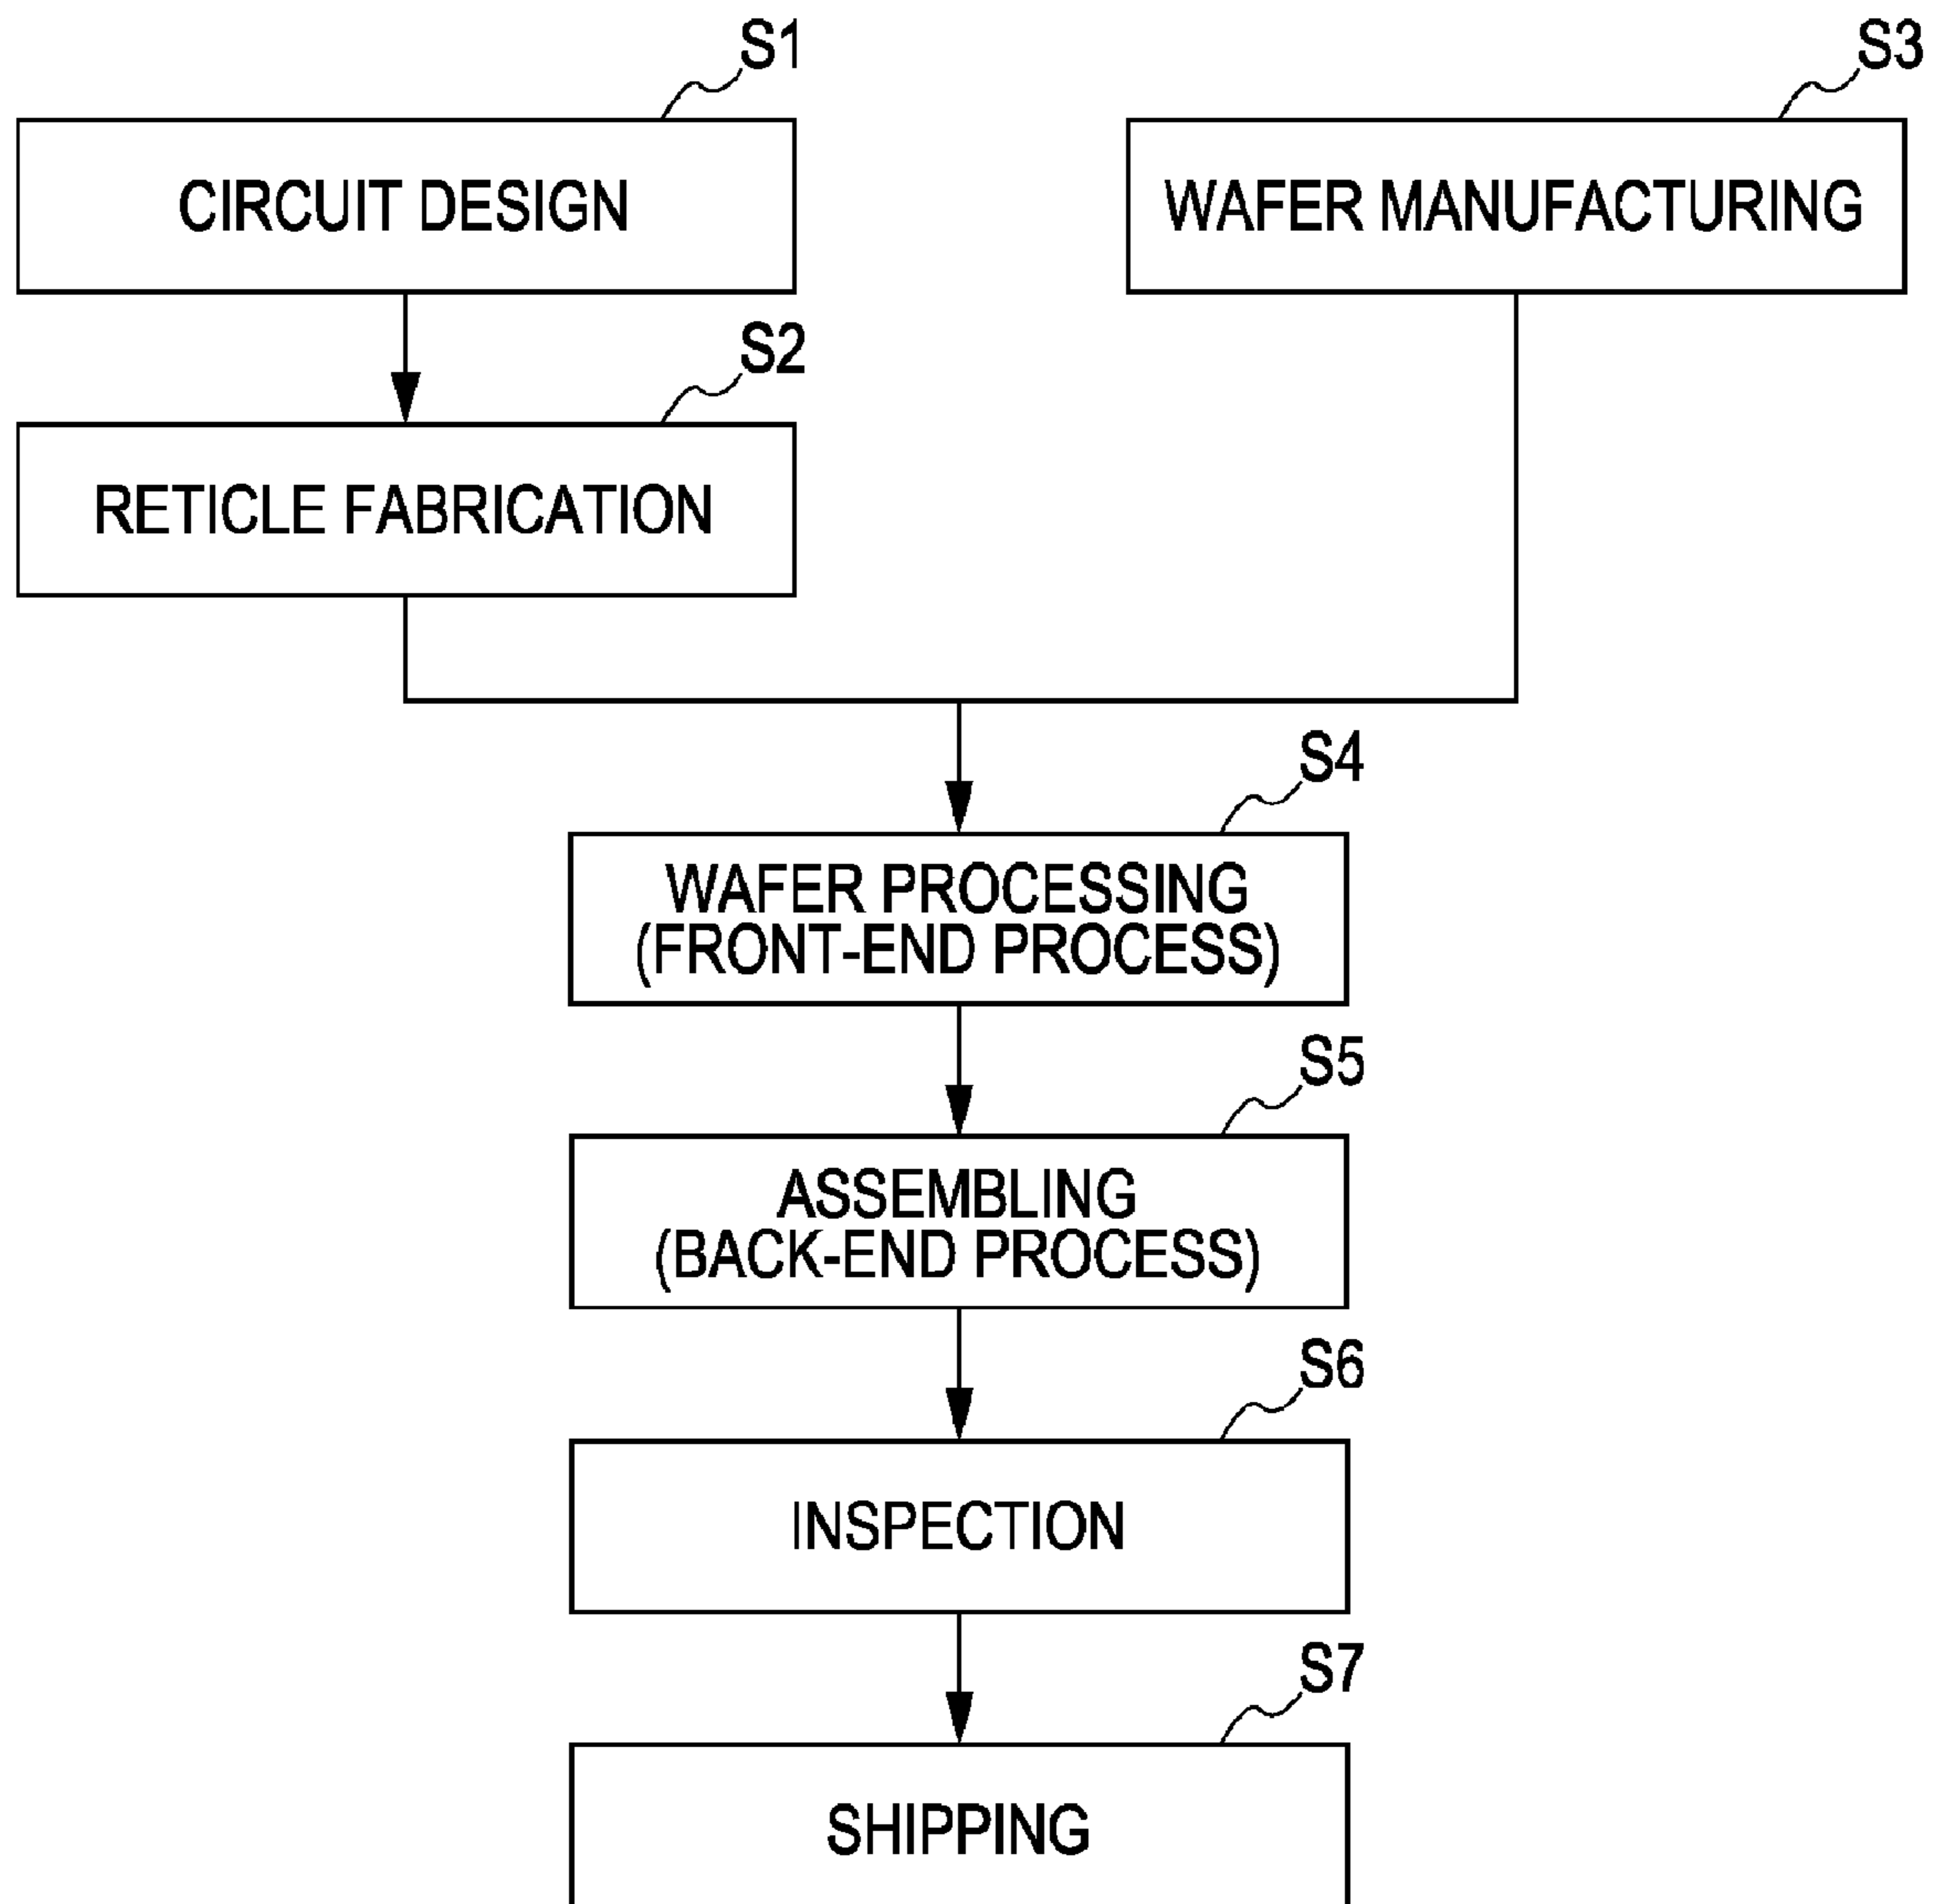 S1
CIRCUIT DESIGN
S2
RETICLE FABRICATION
S3
WAFER MANUFACTURING
S4
WAFER PROCESSING
(FRONT-END PROCESS)
S5
ASSEMBLING
(BACK-END PROCESS)
S6
INSPECTION
S7
SHIPPING